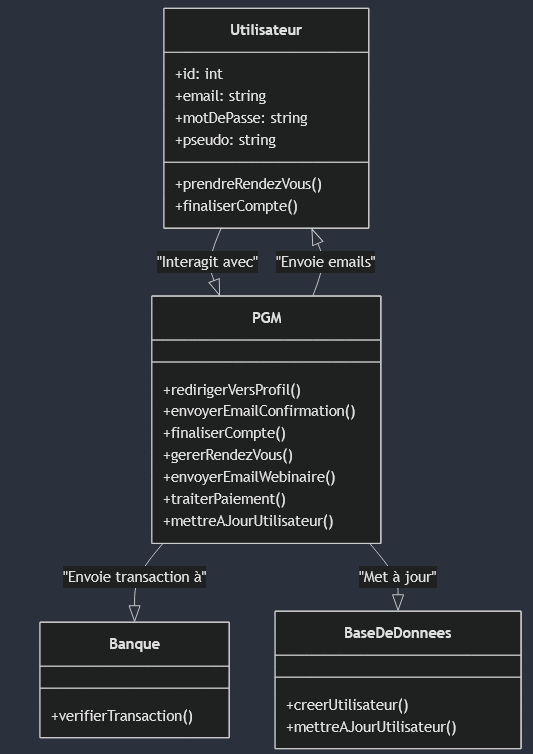 Utilisateur
+id: int
+email: string
+motDePasse: string
+pseudo: string
+prendreRendezVous()
+finaliserCompte()
"Interagit avec"
"Envoie emails"
PGM
+redirigerVersProfil()
+envoyerEmailConfirmation()
+finaliserCompte()
+gererRendezVous()
+envoyerEmailWebinaire()
+traiterPaiement()
+mettreAJourUtilisateur()
"Envoie transaction à"
"Met à jour"
Banque
+verifierTransaction()
BaseDeDonnees
+creerUtilisateur()
+mettreAJourUtilisateur()